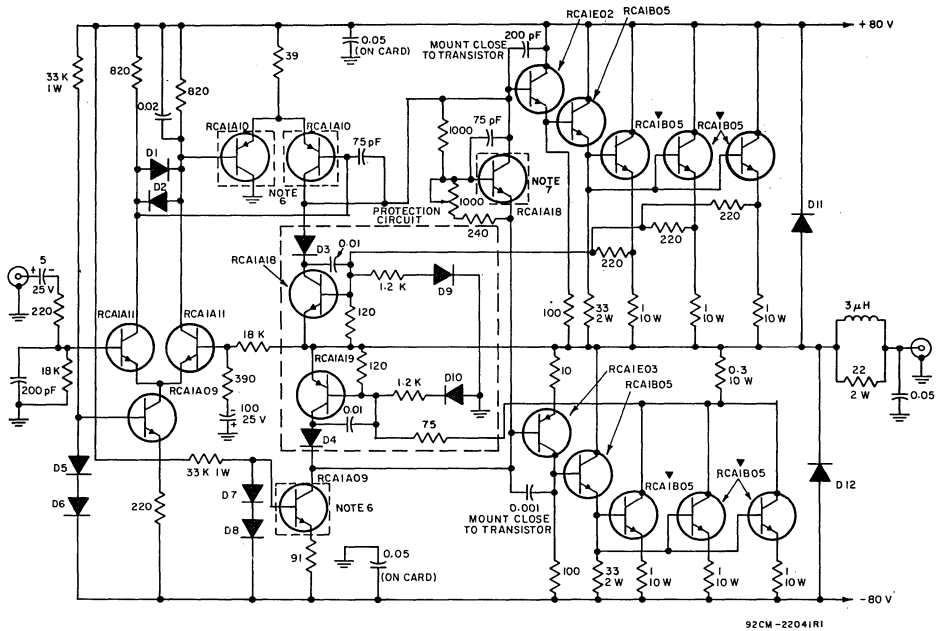 RCA1E02
RCA1B05
+80 V
200 pF
MOUNT CLOSE
TO TRANSISTOR
0.05
(ON CARD)
39
33 K
1 W
820
820
0.02
RCA1A10
RCA1A10
75 pF
1000
75 pF
RCA1B05
RCA1B05
D1
D2
NOTE
6
NOTE
7
1000
RCA1A18
240
PROTECTION
CIRCUIT
220
220
220
D11
D3
0.01
RCA1A18
1.2 K
D9
5
25 V
220
120
100
33
2 W
1
10 W
1
10 W
1
10 W
3 µH
RCA1A11
RCA1A11
18 K
RCA1A19
120
18 K
200 pF
RCA1A09
390
100
25 V
1.2 K
D10
0.01
75
D4
10
RCA1E03
RCA1B05
0.3
10 W
22
2 W
0.05
D5
D6
33 K 1 W
RCA1A09
D7
D8
NOTE 6
220
91
0.05
(ON CARD)
0.001
MOUNT CLOSE
TO TRANSISTOR
RCA1B05
RCA1B05
D12
100
33
2 W
1
10 W
1
10 W
1
10 W
-80 V
92CM-22041R1